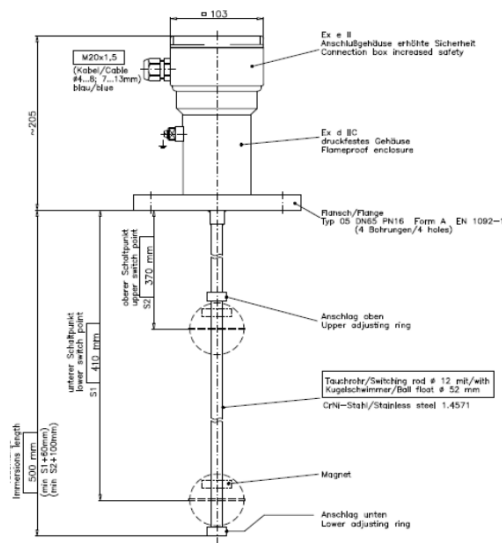 □ 103
M20x1,5
(Kabel/Cable
ø4...8; 7...13mm)
blau/blue
~205
Ex e II
Anschlußgehäuse erhöhte Sicherheit
Connection box increased safety
Ex d IIC
druckfestes Gehäuse
Flameproof enclosure
Flansch/Flange
Typ 05 DN65 PN16 Form A EN 1092-1
(4 Bohrungen/4 holes)
oberer Schaltpunkt
upper switch point
370 mm
S2
unterer Schaltpunkt
lower switch point
410 mm
S1
Immersions length
500 mm
(min S1+80mm)
(min S2+100mm)
Anschlag oben
Upper adjusting ring
Tauchrohr/Switching rod ø 12 mit/with
Kugelschwimmer/Ball float ø 52 mm
CrNi-Stahl/Stainless steel 1.4571
Magnet
Anschlag unten
Lower adjusting ring